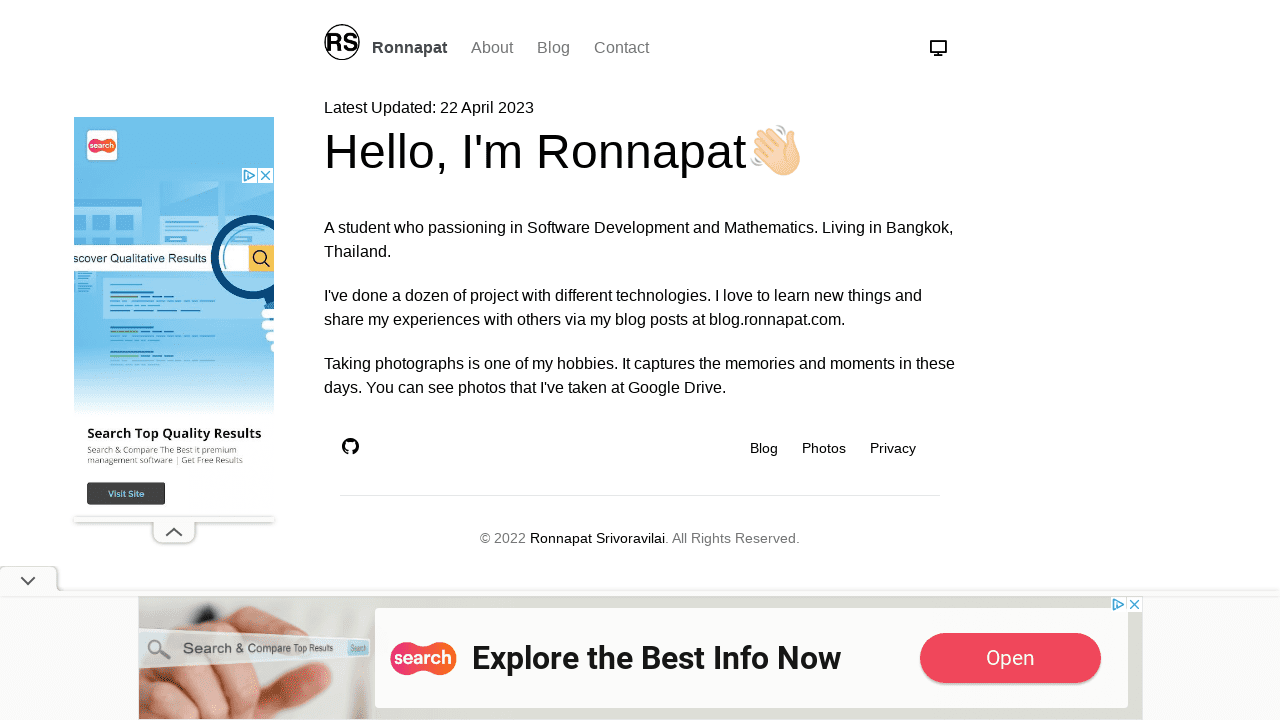 RS
Ronnapat About Blog Contact
Latest Updated: 22 April 2023
Hello, I'm Ronnapat👋🏻
A student who passioning in Software Development and Mathematics. Living in Bangkok,
Thailand.
I've done a dozen of project with different technologies. I love to learn new things and
share my experiences with others via my blog posts at blog.ronnapat.com.
Taking photographs is one of my hobbies. It captures the memories and moments in these
days. You can see photos that I've taken at Google Drive.
Blog Photos Privacy
© 2022 Ronnapat Srivoravilai. All Rights Reserved.
search
scover Qualitative Results
Search Top Quality Results
Search & Compare The Best it premium
management software | Get Free Results
Visit Site
Search & Compare Top Results Search
search
Explore the Best Info Now
Open